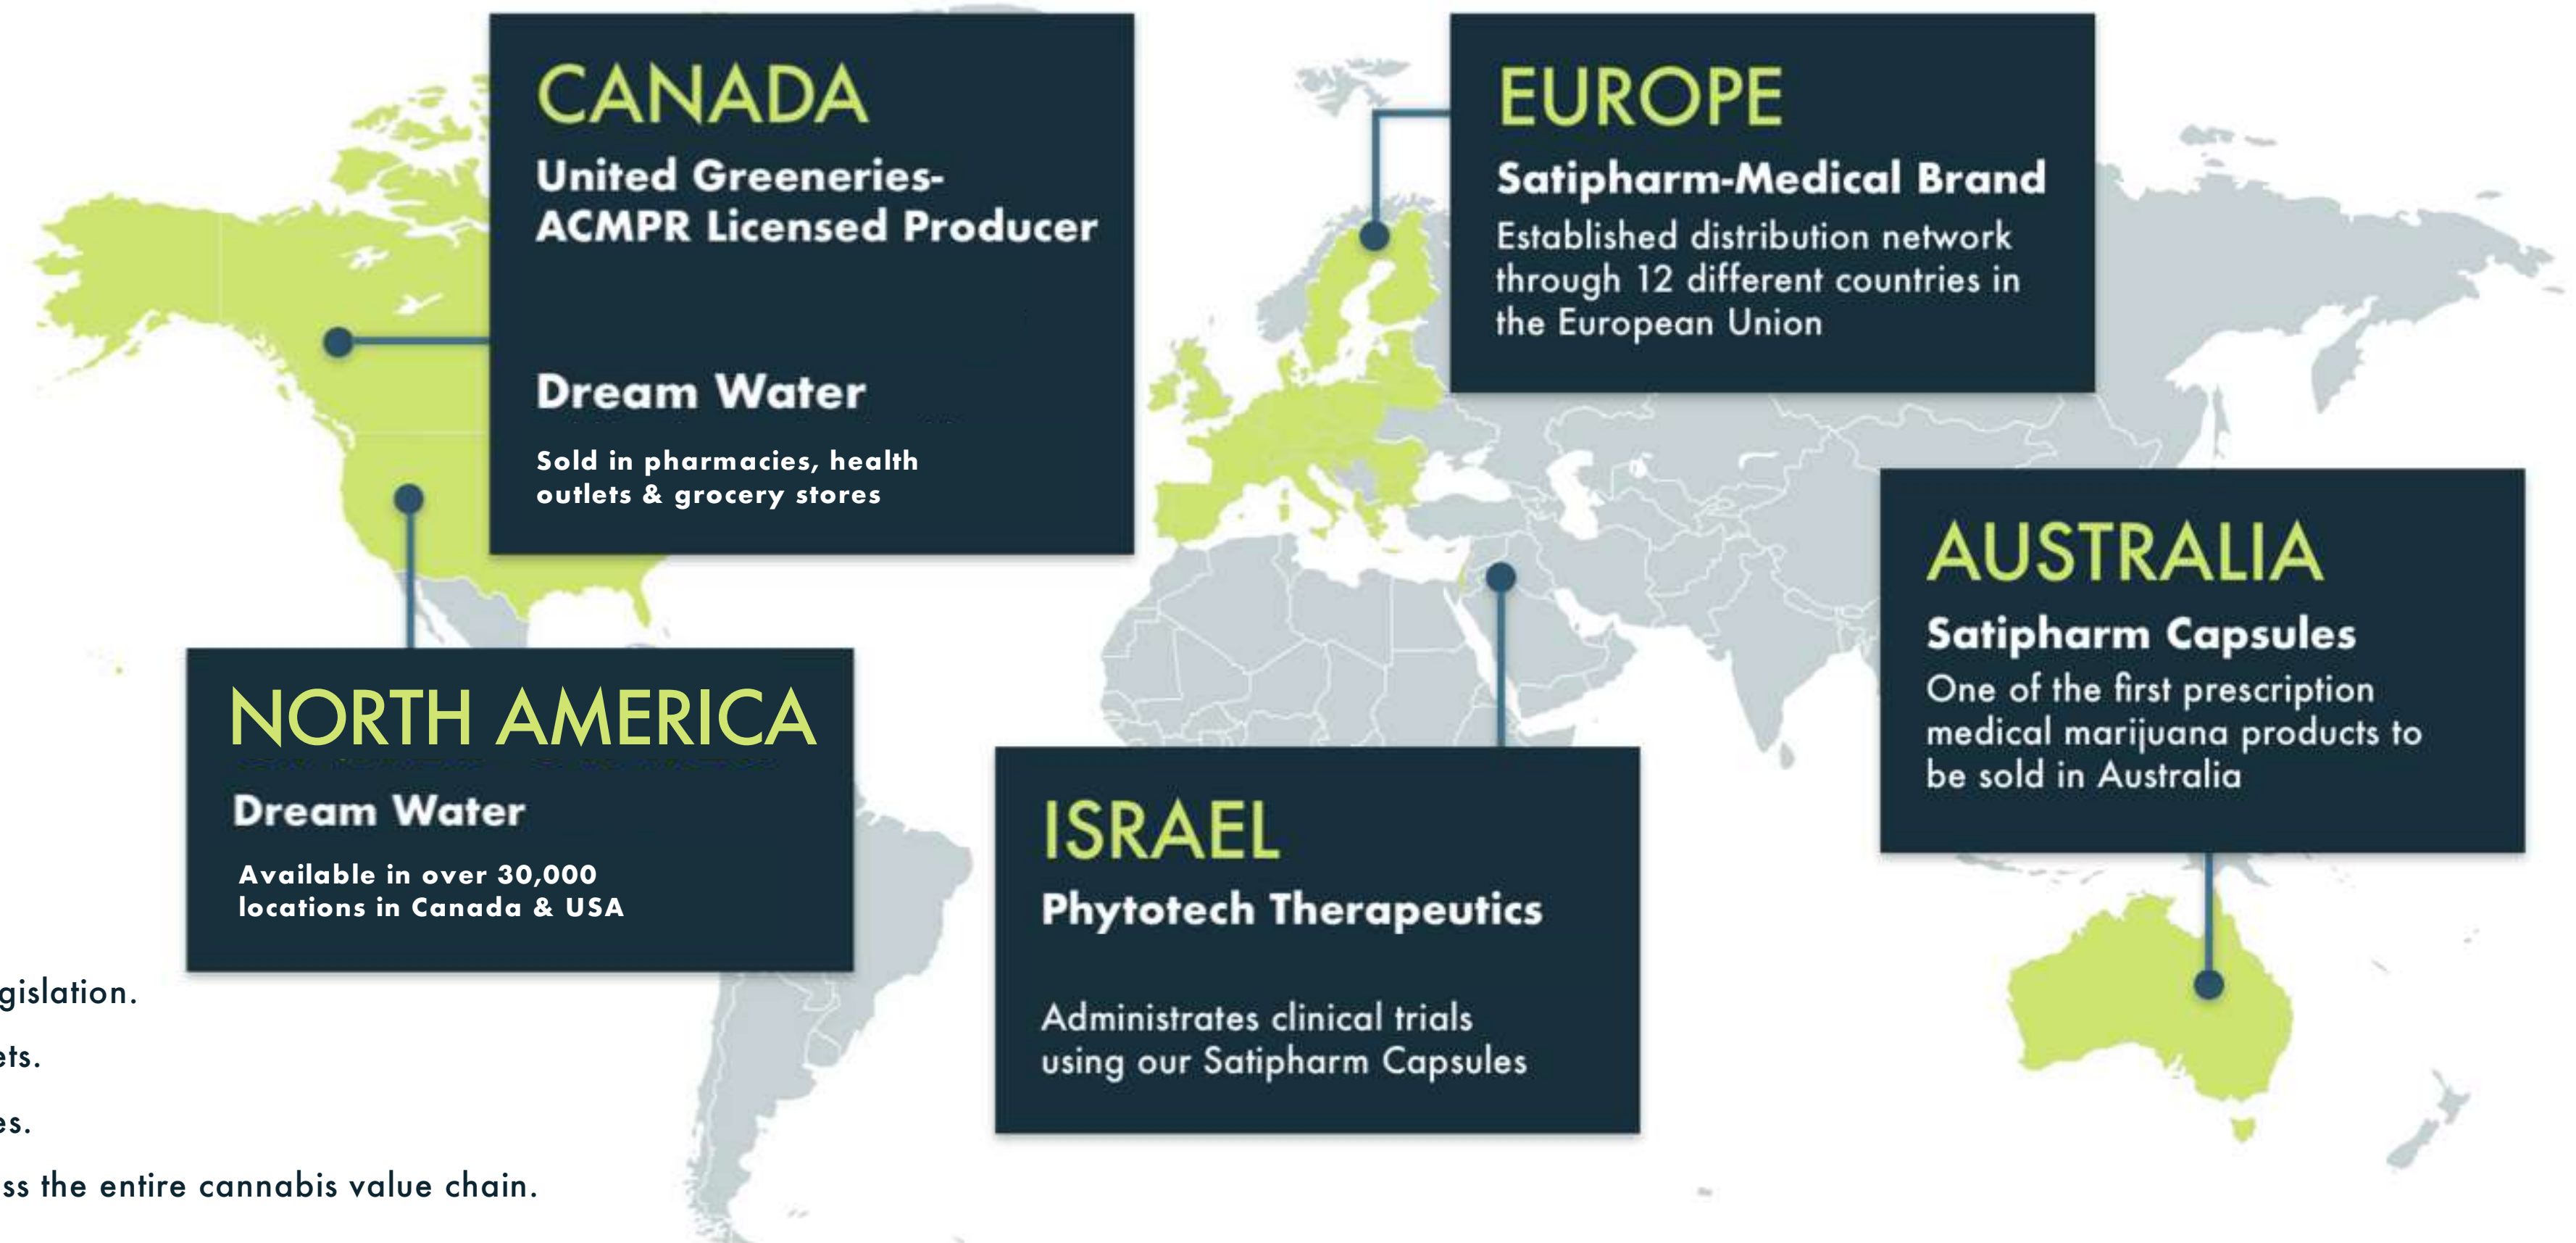 CANADA
United Greeneries-
ACMPR Licensed Producer
Dream Water
Sold in pharmacies, health
outlets & grocery stores
EUROPE
Satipharm-Medical Brand
Established distribution network
through 12 different countries in
the European Union
AUSTRALIA
Satipharm Capsules
One of the first prescription
medical marijuana products to
be sold in Australia
NORTH AMERICA
Dream Water
Available in over 30,000
locations in Canada & USA
ISRAEL
Phytotech Therapeutics
Administrates clinical trials
using our Satipharm Capsules
gislation.
ets.
es.
ss the entire cannabis value chain.